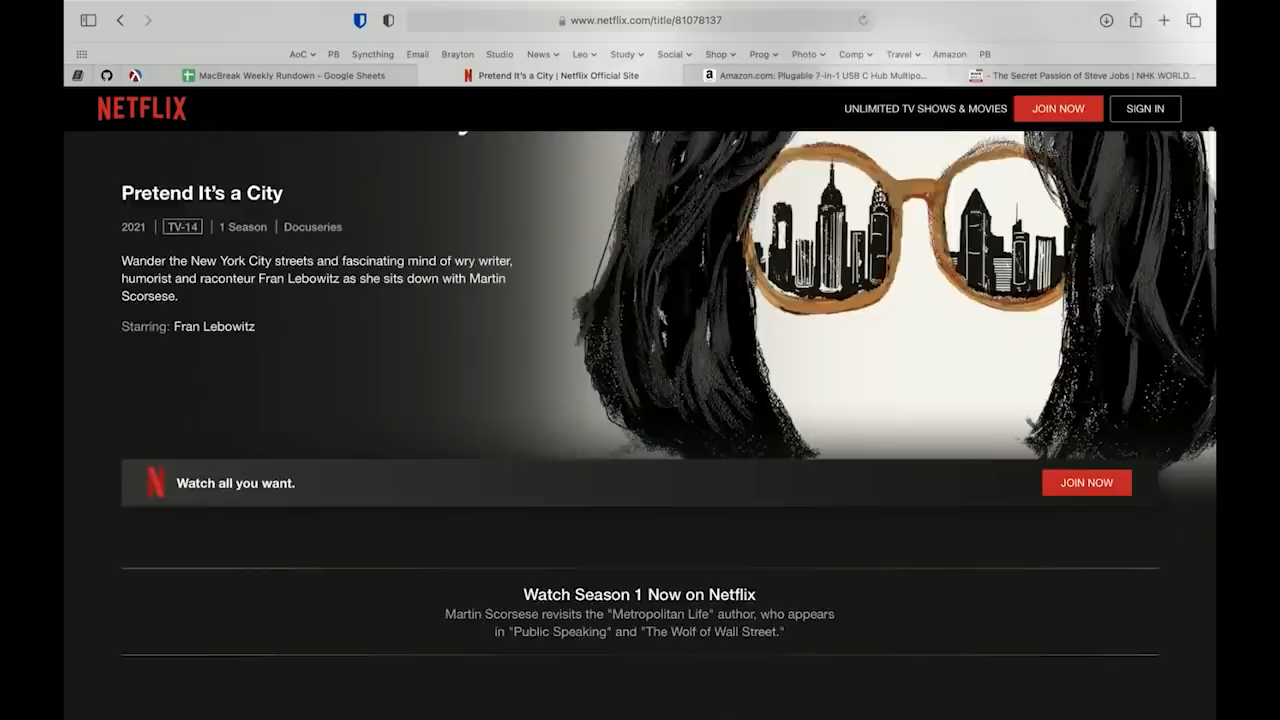 www.netflix.com/title/81078137
AoC PB Syncthing Email Brayton Studio News Leo Study Social Shop Prog Photo Comp Travel Amazon PB
MacBreak Weekly Rundown - Google Sheets
Pretend It's a City | Netflix Official Site
Amazon.com: Plugable 7-in-1 USB C Hub Multipo...
- The Secret Passion of Steve Jobs | NHK WORLD...
NETFLIX
UNLIMITED TV SHOWS & MOVIES JOIN NOW SIGN IN
Pretend It's a City
2021 | TV-14 | 1 Season | Docuseries
Wander the New York City streets and fascinating mind of wry writer,
humorist and raconteur Fran Lebowitz as she sits down with Martin
Scorsese.
Starring: Fran Lebowitz
N Watch all you want. JOIN NOW
Watch Season 1 Now on Netflix
Martin Scorsese revisits the "Metropolitan Life" author, who appears
in "Public Speaking" and "The Wolf of Wall Street."